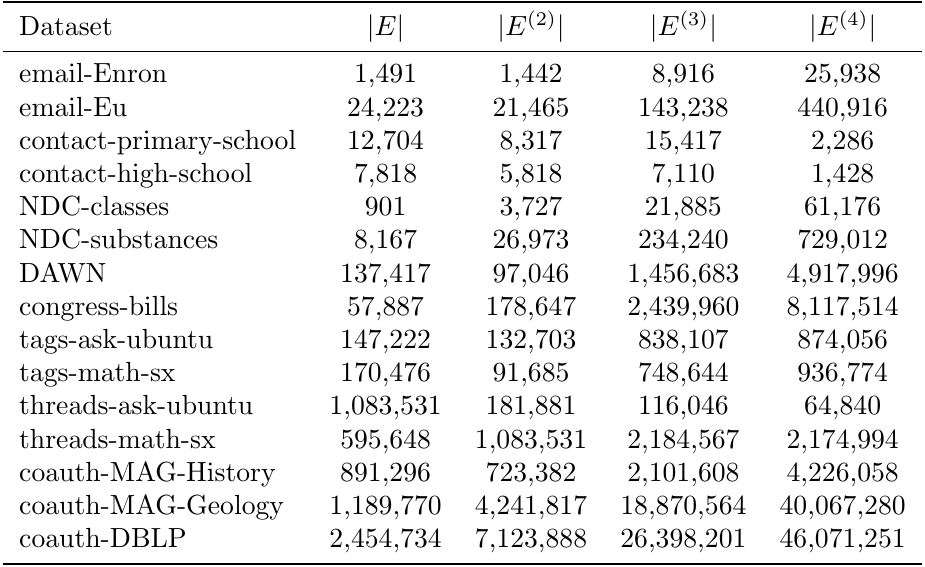 Dataset |E| |E⁽²⁾| |E⁽³⁾| |E⁽⁴⁾|
email-Enron 1,491 1,442 8,916 25,938
email-Eu 24,223 21,465 143,238 440,916
contact-primary-school 12,704 8,317 15,417 2,286
contact-high-school 7,818 5,818 7,110 1,428
NDC-classes 901 3,727 21,885 61,176
NDC-substances 8,167 26,973 234,240 729,012
DAWN 137,417 97,046 1,456,683 4,917,996
congress-bills 57,887 178,647 2,439,960 8,117,514
tags-ask-ubuntu 147,222 132,703 838,107 874,056
tags-math-sx 170,476 91,685 748,644 936,774
threads-ask-ubuntu 1,083,531 181,881 116,046 64,840
threads-math-sx 595,648 1,083,531 2,184,567 2,174,994
coauth-MAG-History 891,296 723,382 2,101,608 4,226,058
coauth-MAG-Geology 1,189,770 4,241,817 18,870,564 40,067,280
coauth-DBLP 2,454,734 7,123,888 26,398,201 46,071,251